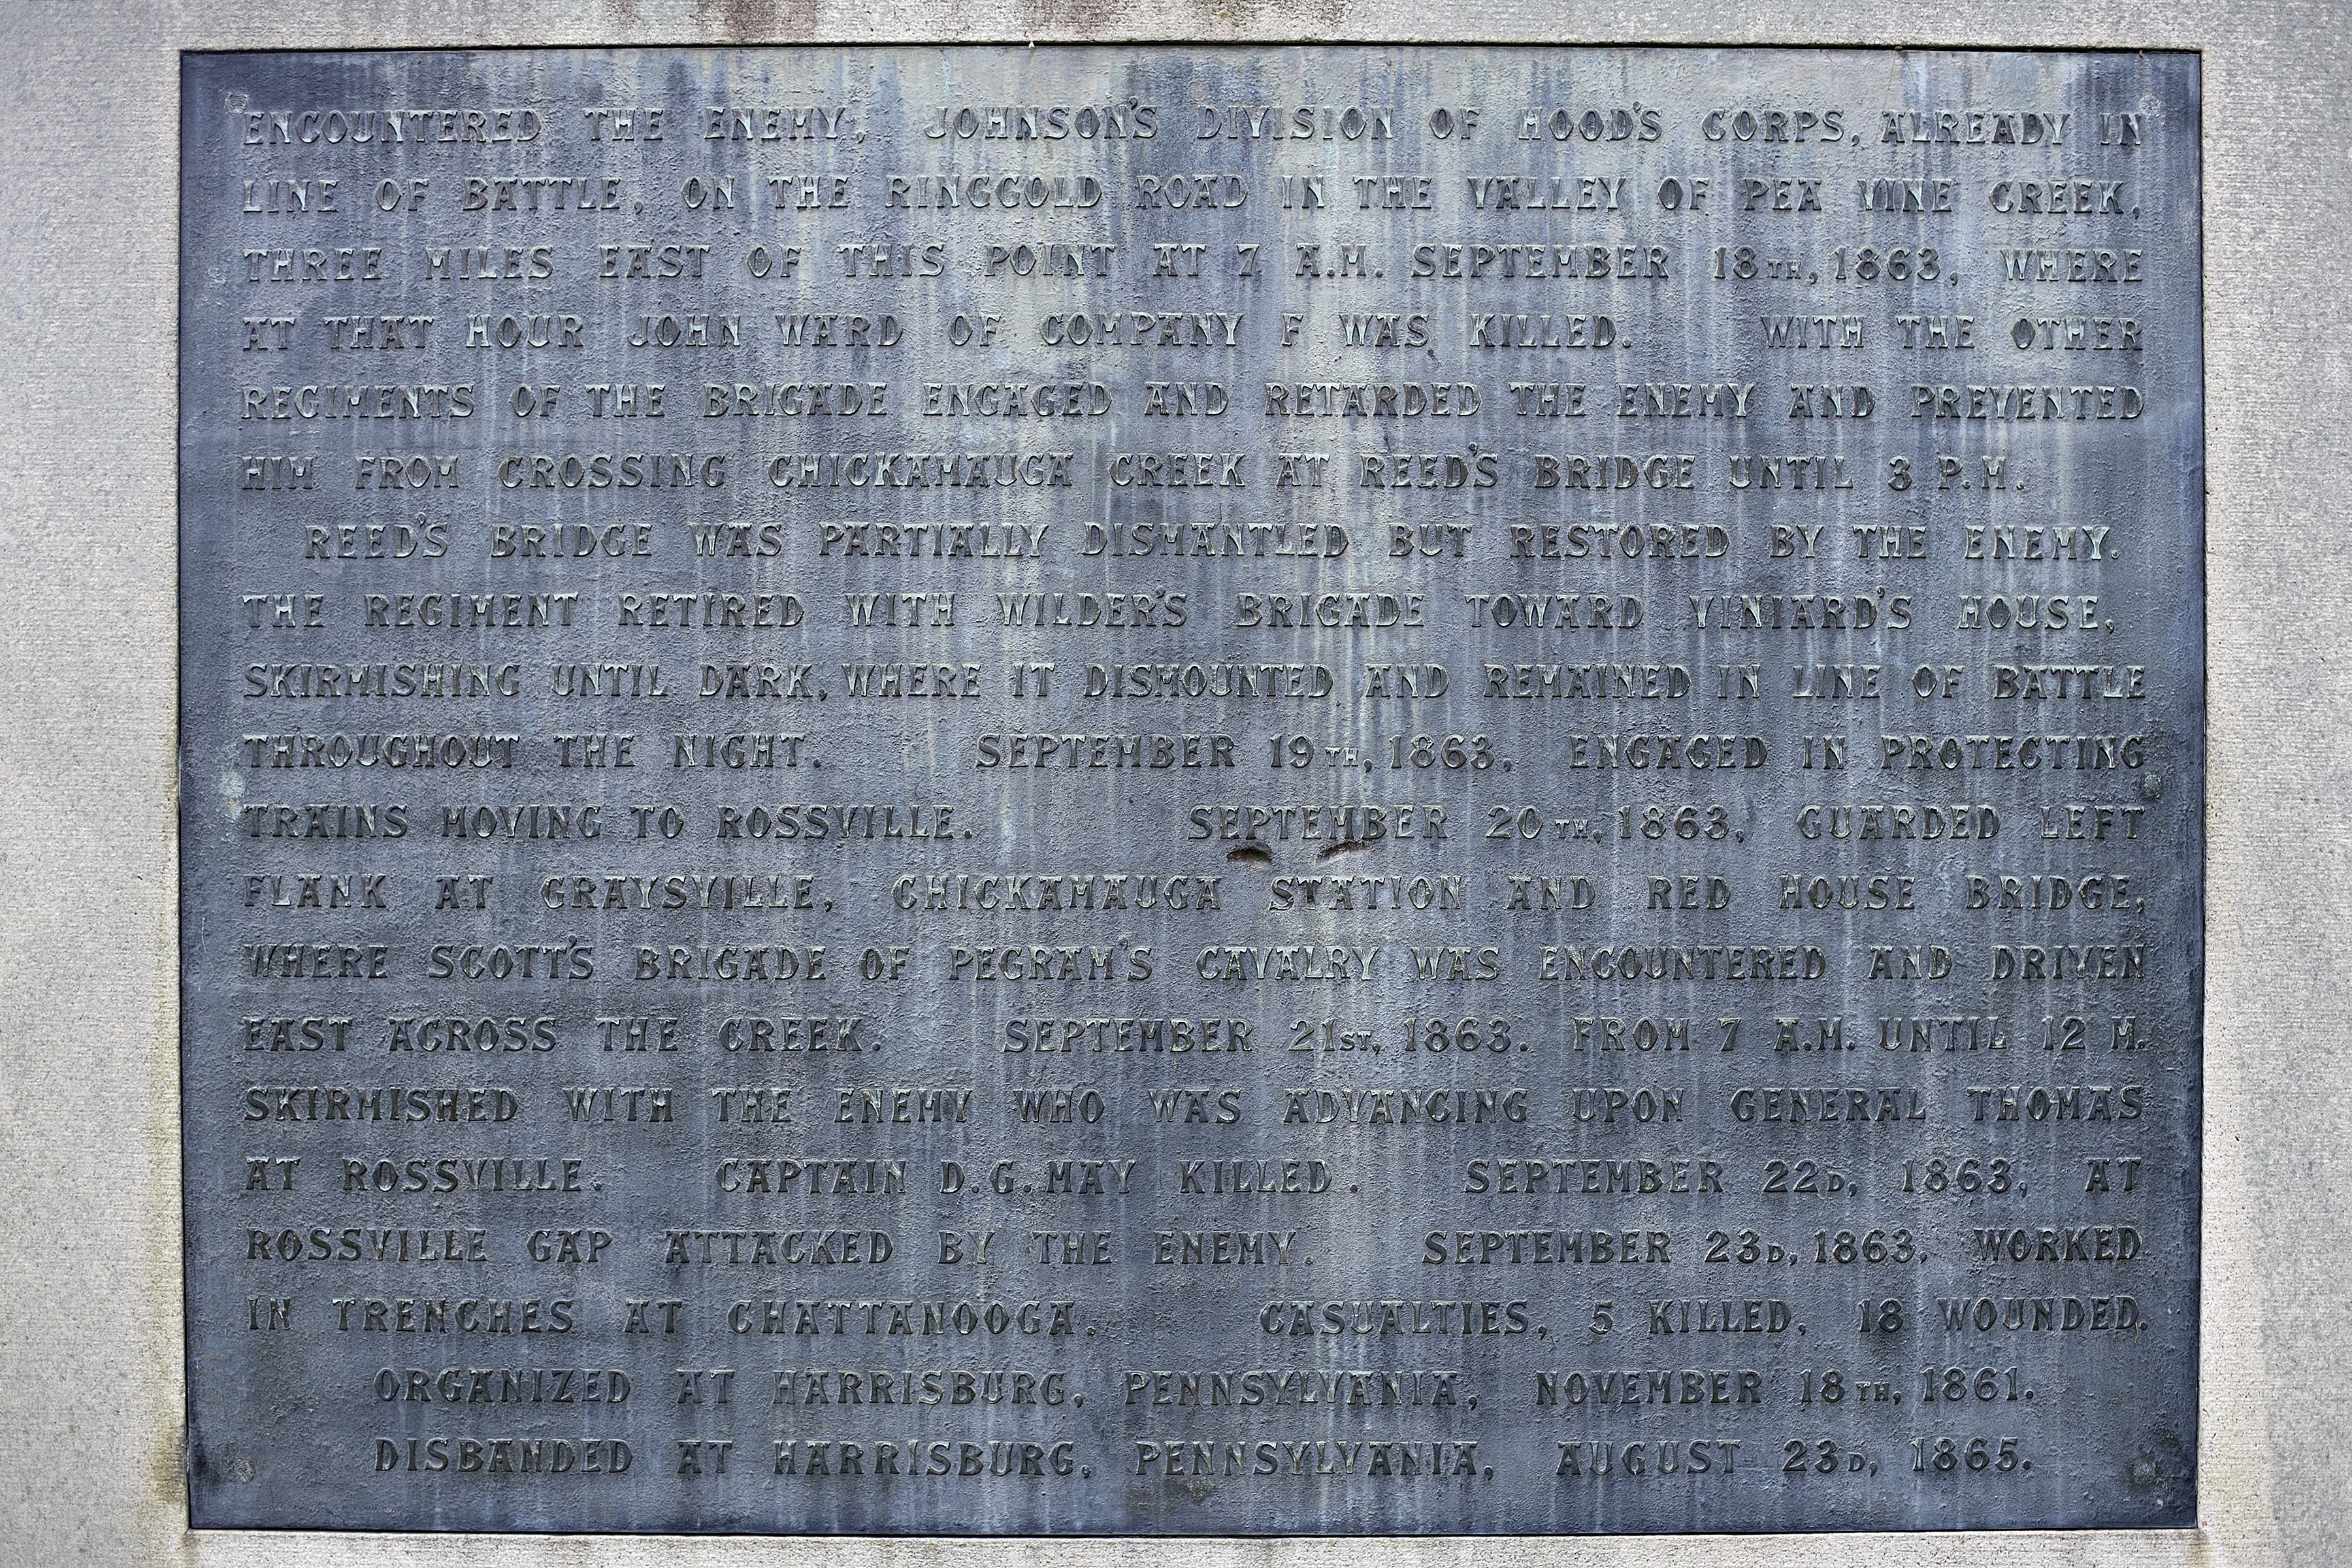 ENCOUNTERED THE ENEMY, JOHNSON'S DIVISION OF HOOD'S CORPS, ALREADY IN
LINE OF BATTLE, ON THE RINGGOLD ROAD IN THE VALLEY OF PEA VINE CREEK,
THREE MILES EAST OF THIS POINT AT 7 A.M. SEPTEMBER 18TH, 1863, WHERE
AT THAT HOUR JOHN WARD OF COMPANY F WAS KILLED. WITH THE OTHER
REGIMENTS OF THE BRIGADE ENGAGED AND RETARDED THE ENEMY AND PREVENTED
HIM FROM CROSSING CHICKAMAUGA CREEK AT REED'S BRIDGE UNTIL 3 P.M.
REED'S BRIDGE WAS PARTIALLY DISMANTLED BUT RESTORED BY THE ENEMY.
THE REGIMENT RETIRED WITH WILDER'S BRIGADE TOWARD VINIARD'S HOUSE,
SKIRMISHING UNTIL DARK, WHERE IT DISMOUNTED AND REMAINED IN LINE OF BATTLE
THROUGHOUT THE NIGHT. SEPTEMBER 19TH, 1863, ENGAGED IN PROTECTING
TRAINS MOVING TO ROSSVILLE. SEPTEMBER 20TH, 1863, GUARDED LEFT
FLANK AT GRAYSVILLE, CHICKAMAUGA STATION AND RED HOUSE BRIDGE,
WHERE SCOTT'S BRIGADE OF PEGRAM'S CAVALRY WAS ENCOUNTERED AND DRIVEN
EAST ACROSS THE CREEK. SEPTEMBER 21ST, 1863. FROM 7 A.M. UNTIL 12 M.
SKIRMISHED WITH THE ENEMY WHO WAS ADVANCING UPON GENERAL THOMAS
AT ROSSVILLE. CAPTAIN D.G. MAY KILLED. SEPTEMBER 22D, 1863, AT
ROSSVILLE GAP ATTACKED BY THE ENEMY. SEPTEMBER 23D, 1863, WORKED
IN TRENCHES AT CHATTANOOGA. CASUALTIES, 5 KILLED, 18 WOUNDED.
ORGANIZED AT HARRISBURG, PENNSYLVANIA, NOVEMBER 18TH, 1861.
DISBANDED AT HARRISBURG, PENNSYLVANIA, AUGUST 23D, 1865.